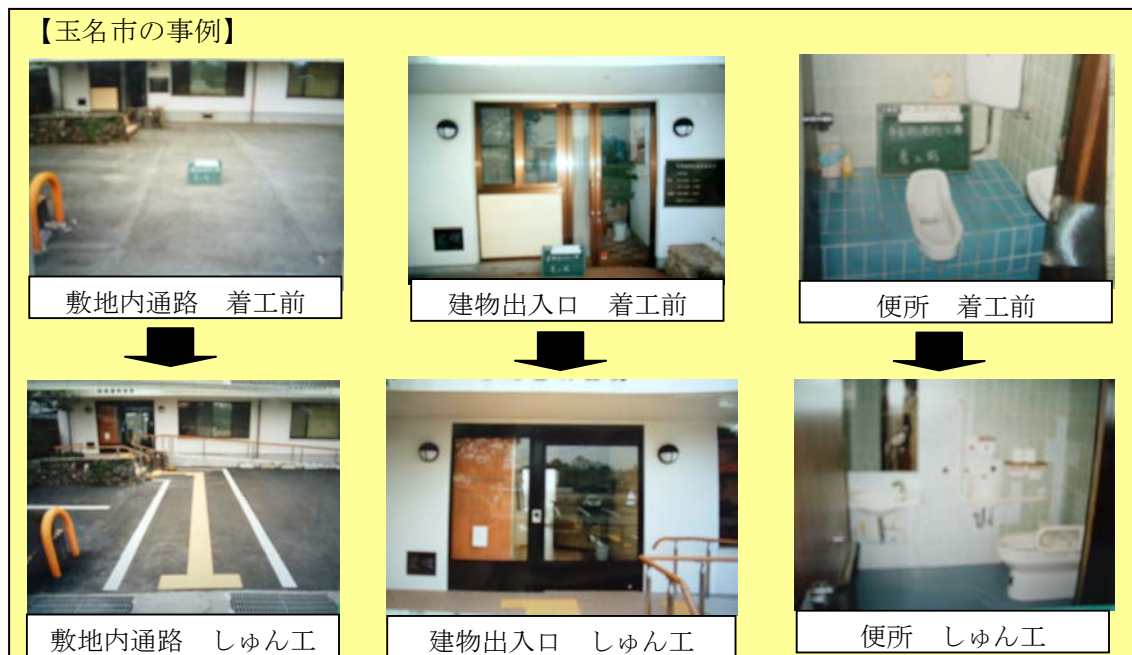 【玉名市の事例】
敷地内通路　着工前
建物出入口　着工前
便所　着工前
敷地内通路　しゅん工
建物出入口　しゅん工
便所　しゅん工